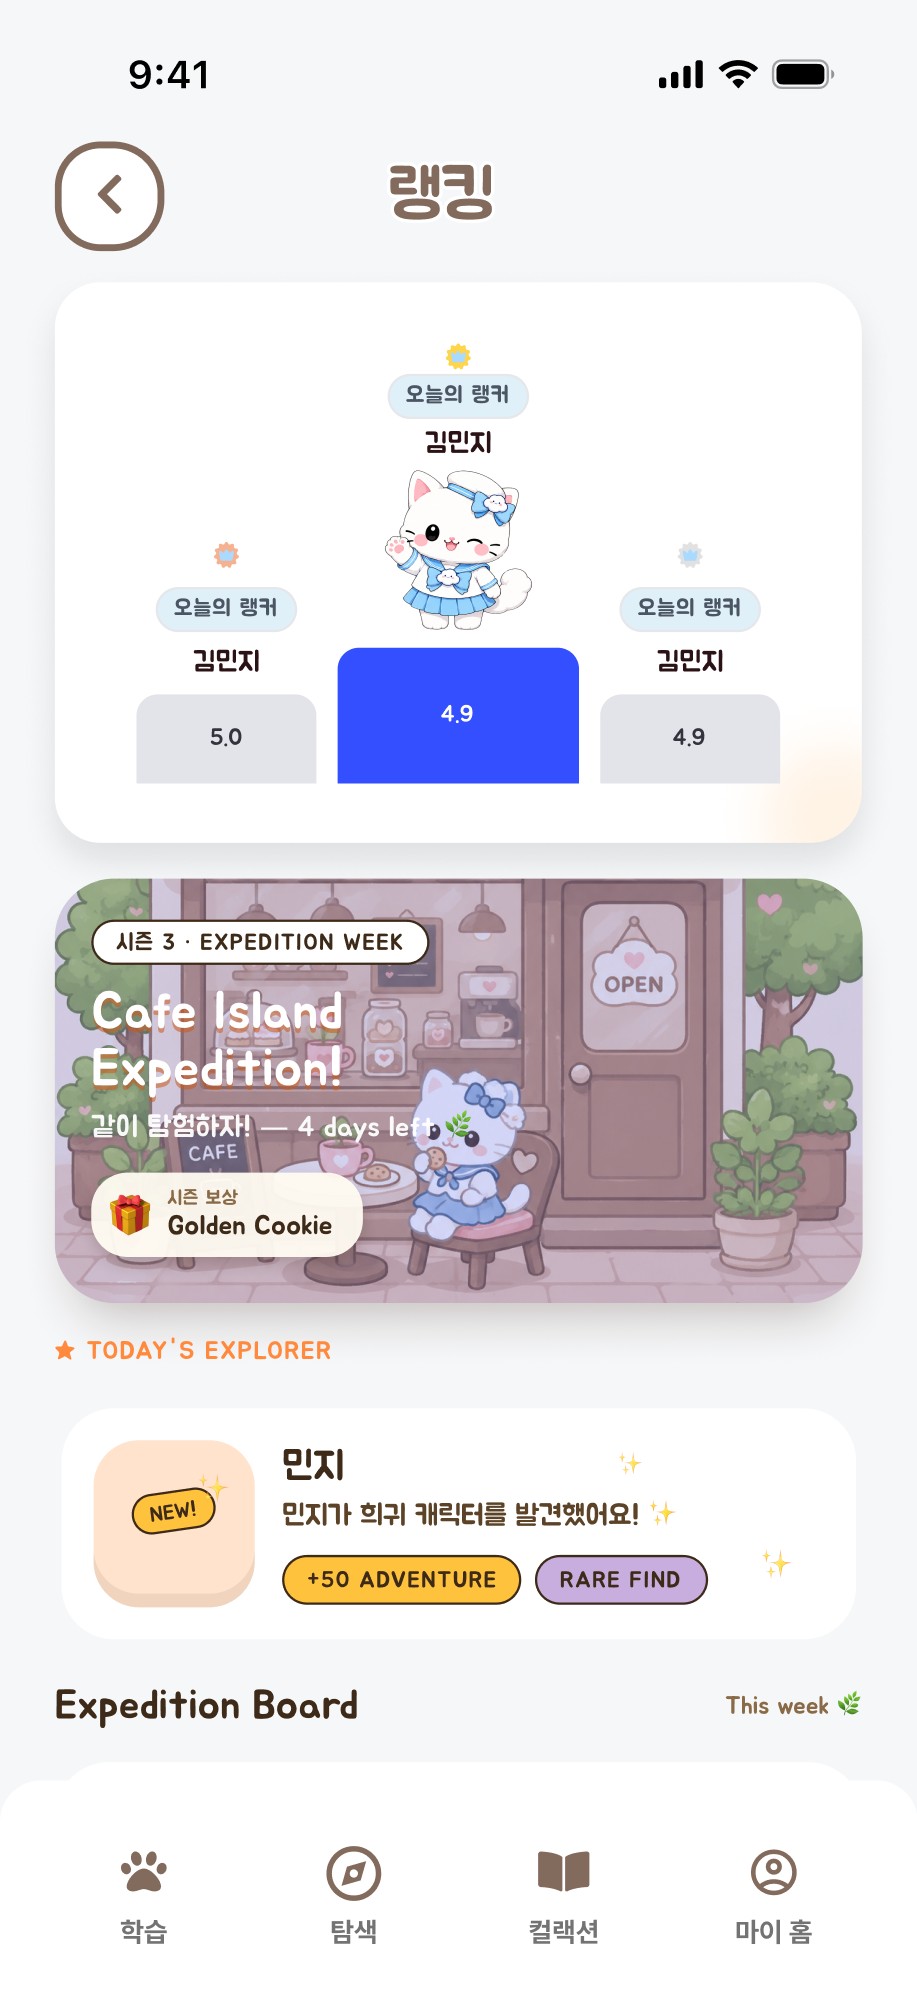 9:41
랭킹
오늘의 랭커
김민지
오늘의 랭커
김민지
오늘의 랭커
김민지
5.0
4.9
4.9
시즌 3 · EXPEDITION WEEK
OPEN
Cafe Island
Expedition!
같이 탐험하자! — 4 days left 🌿
CAFE
시즌 보상
Golden Cookie
TODAY'S EXPLORER
NEW!
민지
민지가 희귀 캐릭터를 발견했어요! ✨
+50 ADVENTURE
RARE FIND
Expedition Board
This week 🌿
학습
탐색
컬랙션
마이 홈